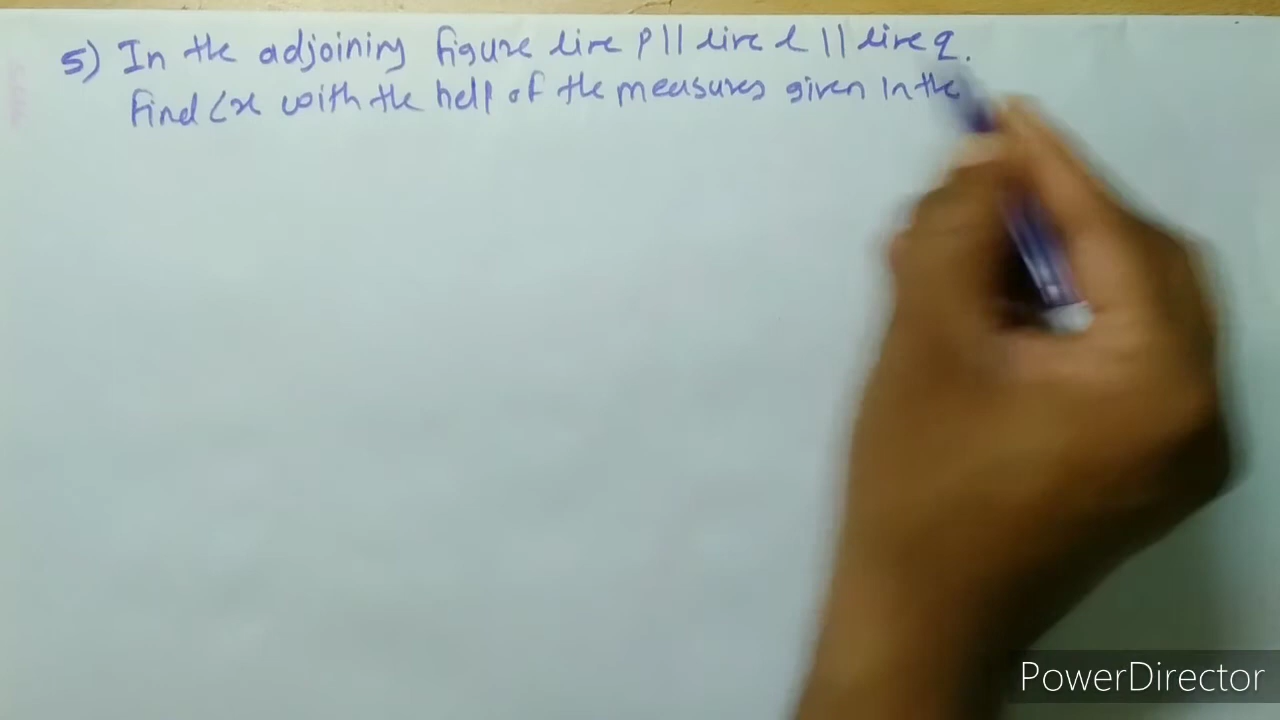 5) In the adjoining figure line p || line l || line q.
Find ∠x with the help of the measures given in the
PowerDirector